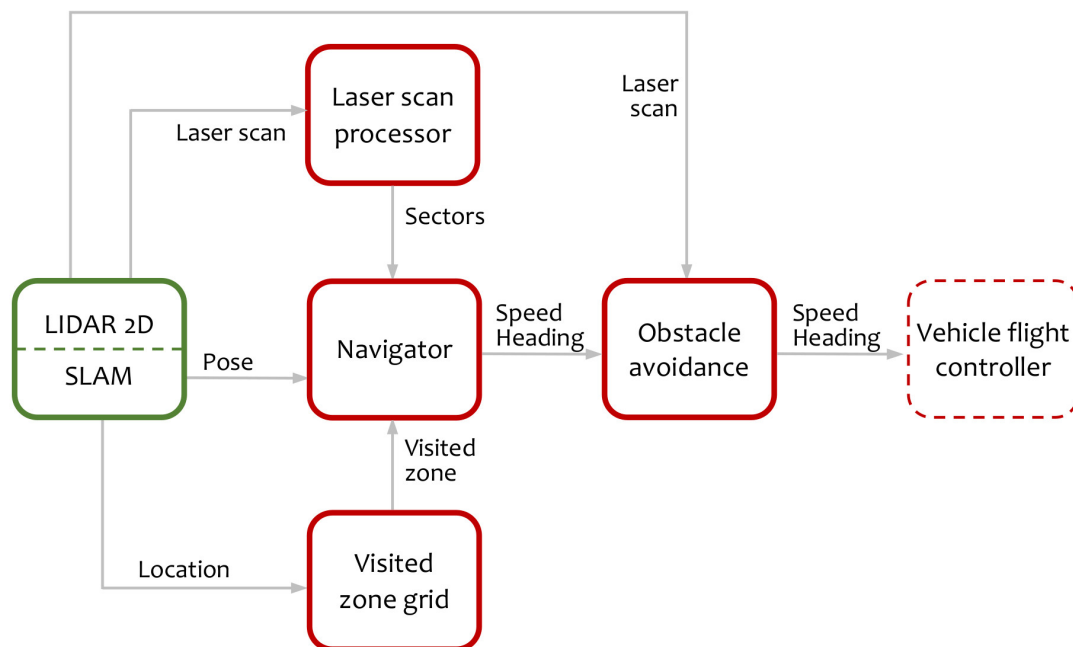 Laser scan
processor
Laser
scan
Laser scan
Sectors
LIDAR 2D
SLAM
Pose
Navigator
Speed
Heading
Obstacle
avoidance
Speed
Heading
Vehicle flight
controller
Visited
zone
Location
Visited
zone grid